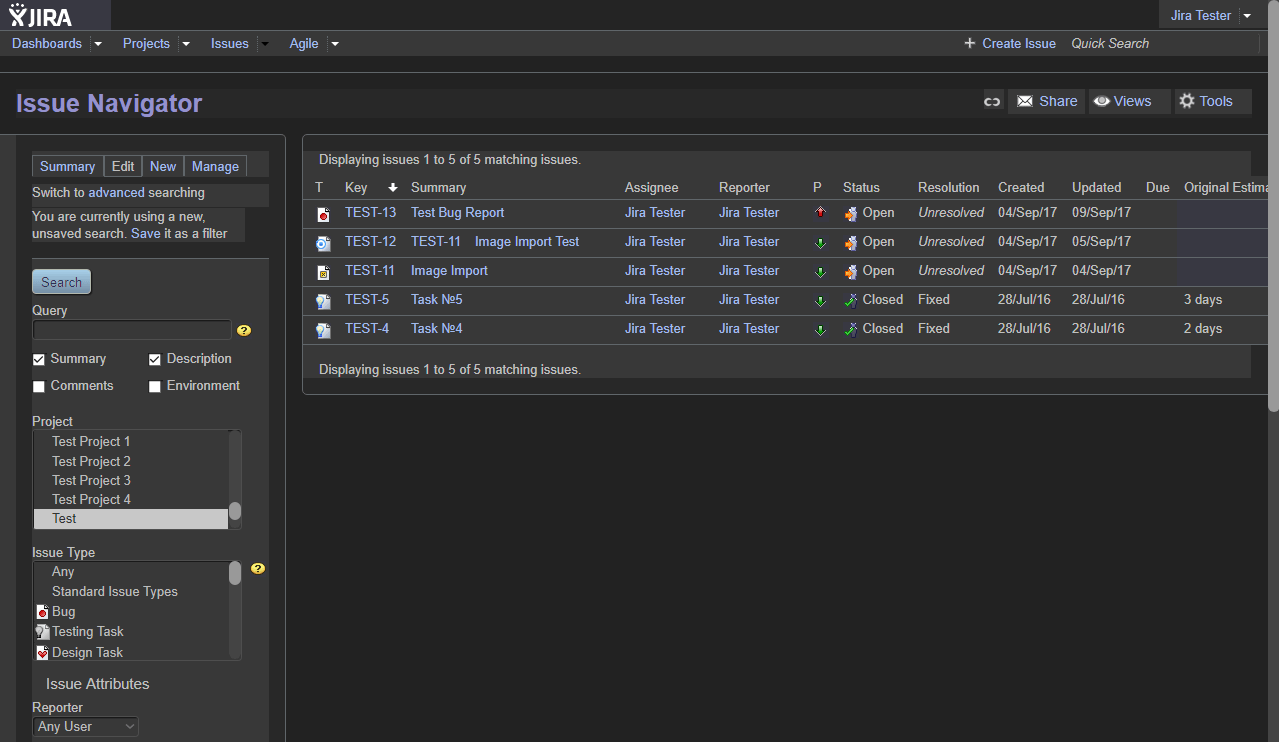 JIRA
Jira Tester
Dashboards Projects Issues Agile
Create Issue Quick Search
Issue Navigator
Share Views Tools
Summary Edit New Manage
Switch to advanced searching
You are currently using a new,
unsaved search. Save it as a filter
Search
Query
Summary Description
Comments Environment
Project
Test Project 1
Test Project 2
Test Project 3
Test Project 4
Test
Issue Type
Any
Standard Issue Types
Bug
Testing Task
Design Task
Issue Attributes
Reporter
Any User
Displaying issues 1 to 5 of 5 matching issues.
T Key Summary Assignee Reporter P Status Resolution Created Updated Due Original Estima
TEST-13 Test Bug Report Jira Tester Jira Tester Open Unresolved 04/Sep/17 09/Sep/17
TEST-12 TEST-11 Image Import Test Jira Tester Jira Tester Open Unresolved 04/Sep/17 05/Sep/17
TEST-11 Image Import Jira Tester Jira Tester Open Unresolved 04/Sep/17 04/Sep/17
TEST-5 Task №5 Jira Tester Jira Tester Closed Fixed 28/Jul/16 28/Jul/16 3 days
TEST-4 Task №4 Jira Tester Jira Tester Closed Fixed 28/Jul/16 28/Jul/16 2 days
Displaying issues 1 to 5 of 5 matching issues.